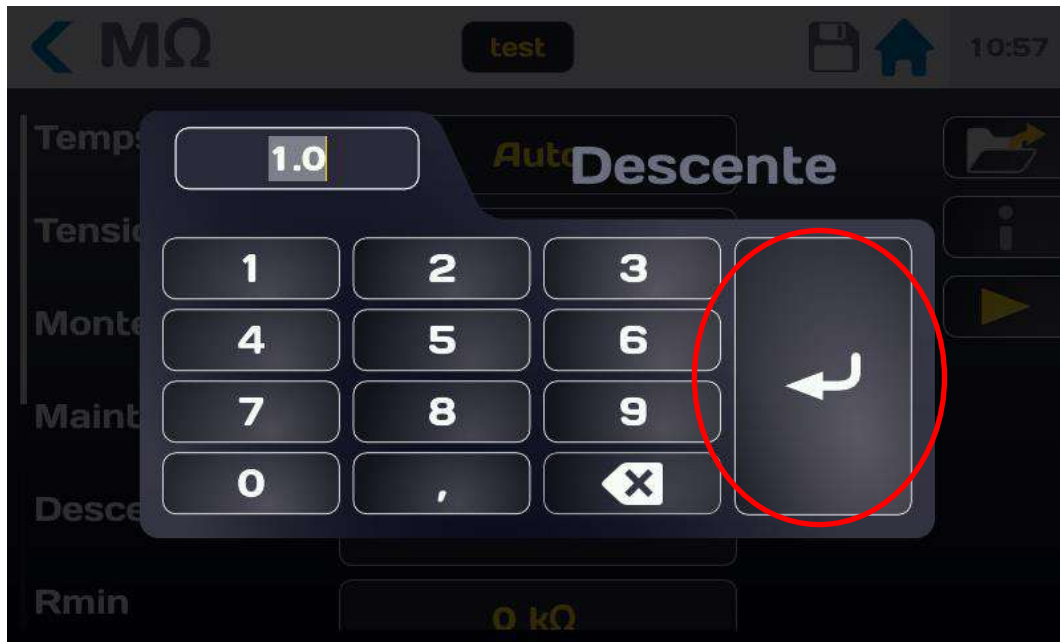 MΩ test 10:57
Temps Auto
1.0 Descente
Tensio
1 2 3
Monte
4 5 6
Maint
7 8 9
0 ,
Desce
Rmin 0 kΩ